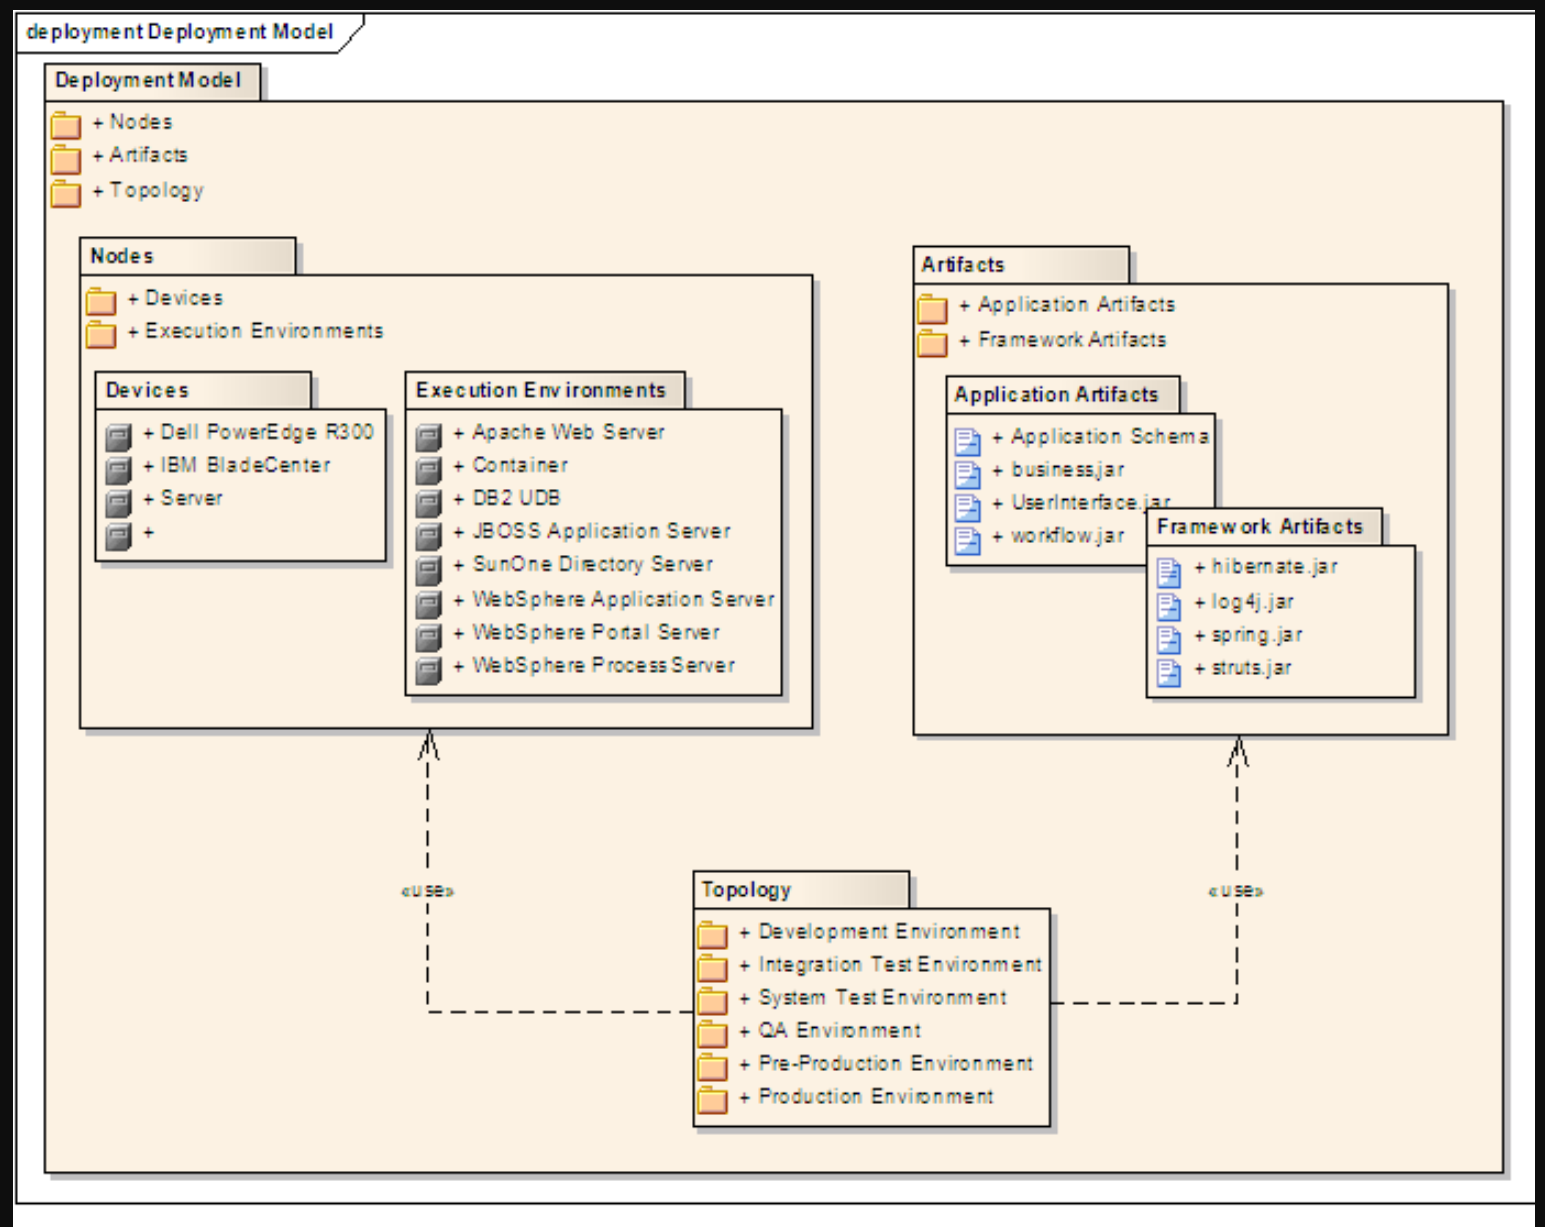 deployment Deployment Model
Deployment Model
+ Nodes
+ Artifacts
+ Topology
Nodes
+ Devices
+ Execution Environments
Devices
+ Dell PowerEdge R300
+ IBM BladeCenter
+ Server
+
Execution Environments
+ Apache Web Server
+ Container
+ DB2 UDB
+ JBOSS Application Server
+ SunOne Directory Server
+ WebSphere Application Server
+ WebSphere Portal Server
+ WebSphere Process Server
Artifacts
+ Application Artifacts
+ Framework Artifacts
Application Artifacts
+ Application Schema
+ business.jar
+ UserInterface.jar
+ workflow.jar
Framework Artifacts
+ hibernate.jar
+ log4j.jar
+ spring.jar
+ struts.jar
«use»
«use»
Topology
+ Development Environment
+ Integration Test Environment
+ System Test Environment
+ QA Environment
+ Pre-Production Environment
+ Production Environment